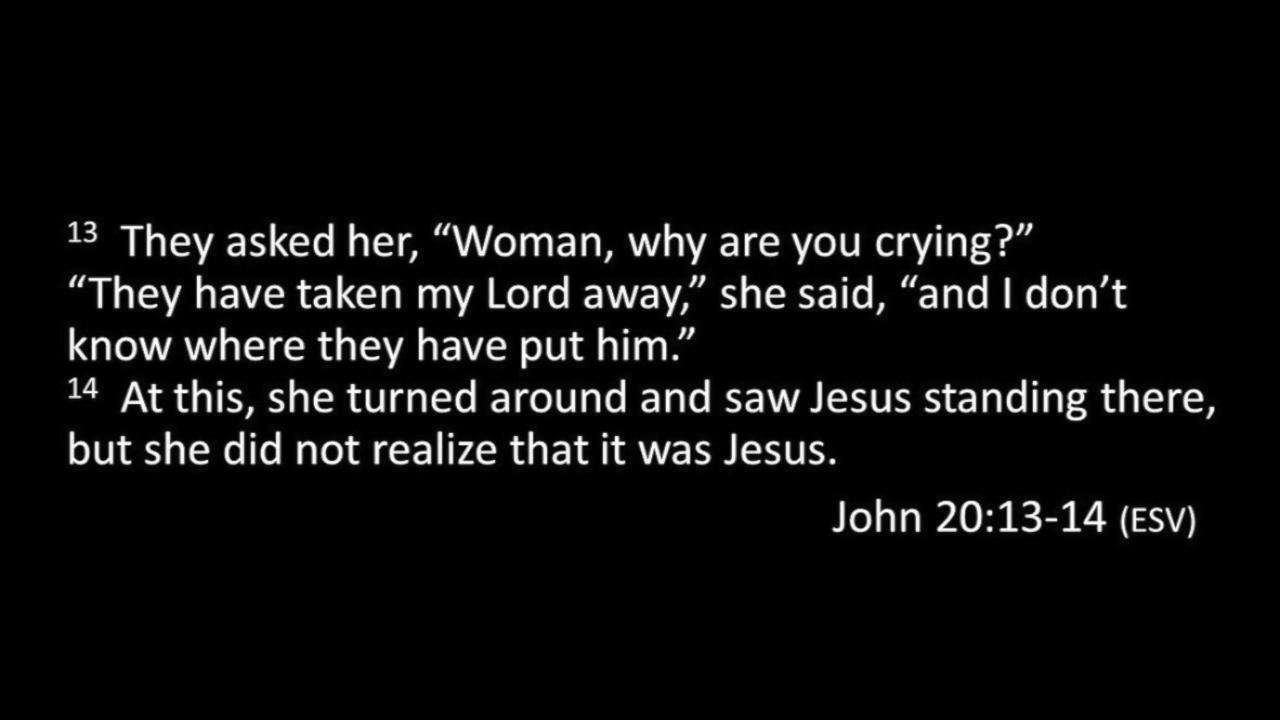 13 They asked her, “Woman, why are you crying?”
“They have taken my Lord away,” she said, “and I don’t
know where they have put him.”
14 At this, she turned around and saw Jesus standing there,
but she did not realize that it was Jesus.
John 20:13-14 (ESV)